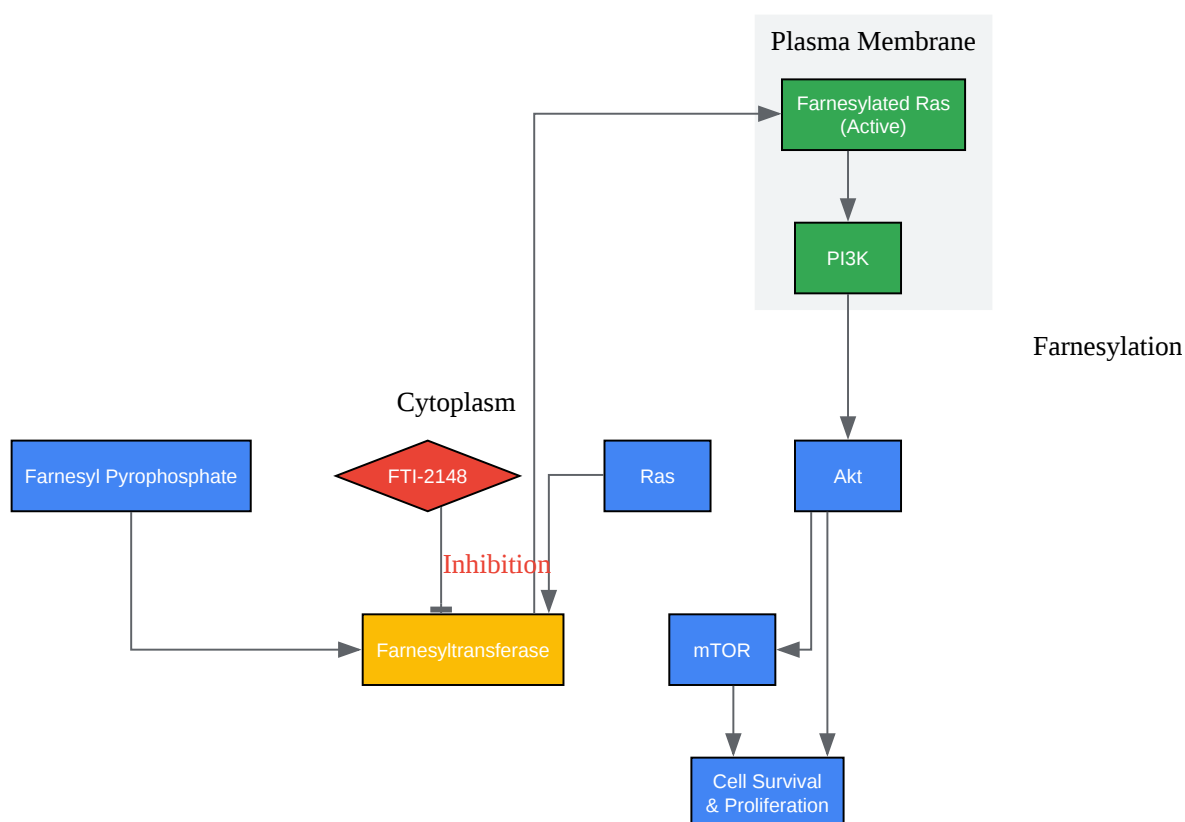 Plasma Membrane
Farnesylated Ras
(Active)
PI3K
Farnesylation
Cytoplasm
Farnesyl Pyrophosphate
FTI-2148
Ras
Akt
Inhibition
Farnesyltransferase
mTOR
Cell Survival
& Proliferation